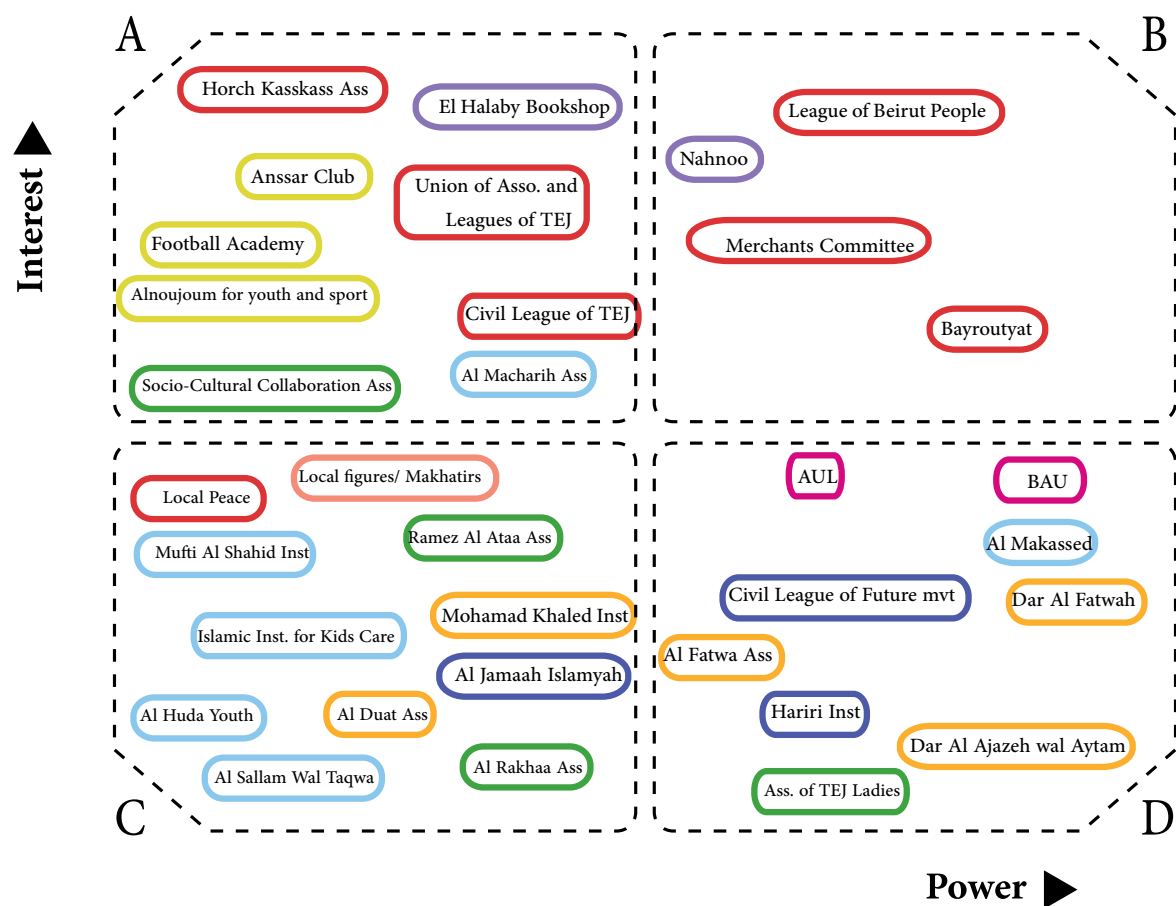 A
B
Horch Kasskass Ass
El Halaby Bookshop
League of Beirut People
Nahnoo
Anssar Club
Union of Asso. and
Leagues of TEJ
Football Academy
Merchants Committee
Alnoujoum for youth and sport
Civil League of TEJ
Bayroutyat
Al Macharih Ass
Socio-Cultural Collaboration Ass
Interest
Local figures/ Makhatirs
Local Peace
AUL
BAU
Ramez Al Ataa Ass
Mufti Al Shahid Inst
Al Makassed
Civil League of Future mvt
Dar Al Fatwah
Mohamad Khaled Inst
Islamic Inst. for Kids Care
Al Fatwa Ass
Al Jamaah Islamyah
Al Huda Youth
Al Duat Ass
Hariri Inst
Dar Al Ajazeh wal Aytam
Al Sallam Wal Taqwa
Al Rakhaa Ass
Ass. of TEJ Ladies
C
D
Power